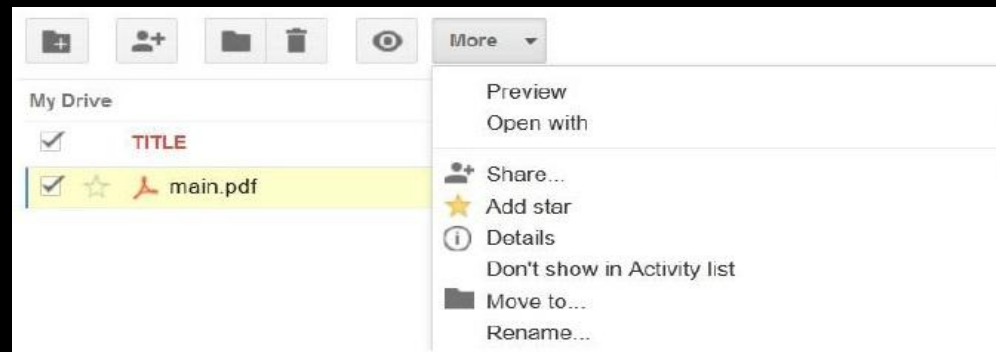 More
My Drive
TITLE
main.pdf
Preview
Open with
Share...
Add star
Details
Don't show in Activity list
Move to...
Rename...